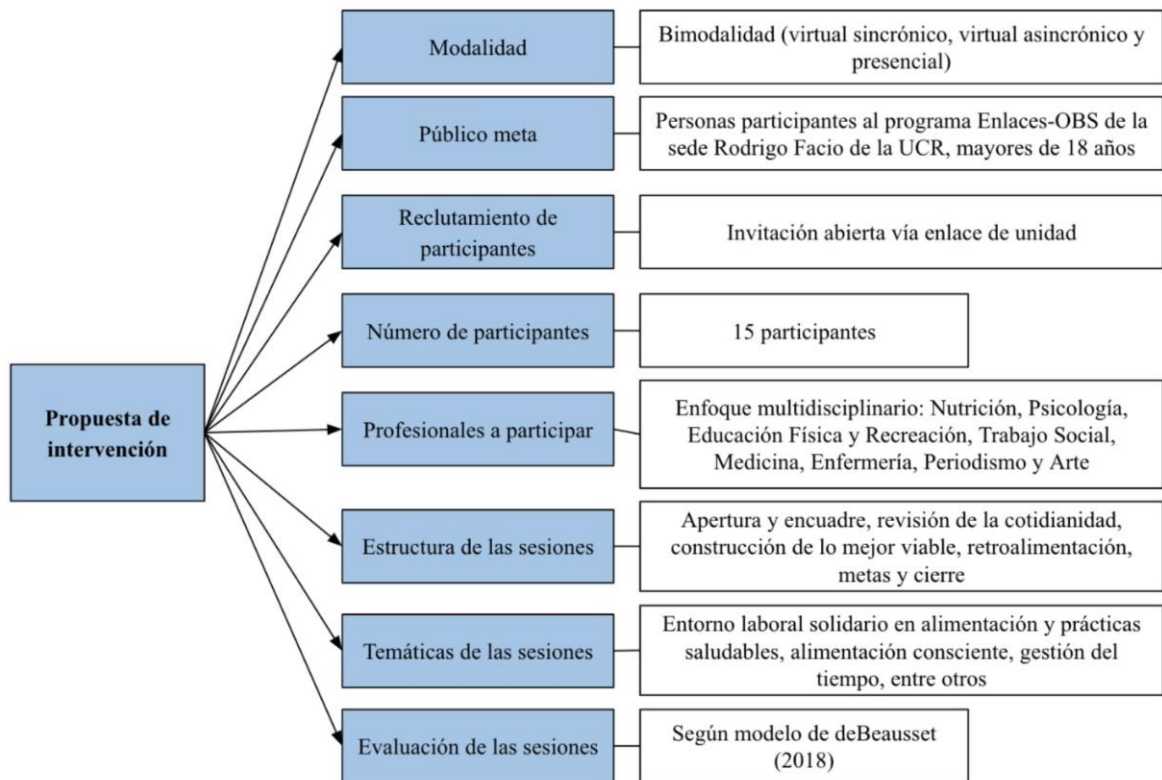 Modalidad
Bimodalidad (virtual sincrónico, virtual asincrónico y
presencial)
Público meta
Personas participantes al programa Enlaces-OBS de la
sede Rodrigo Facio de la UCR, mayores de 18 años
Reclutamiento de
participantes
Invitación abierta vía enlace de unidad
Número de participantes
15 participantes
Propuesta de
intervención
Profesionales a participar
Enfoque multidisciplinario: Nutrición, Psicología,
Educación Física y Recreación, Trabajo Social,
Medicina, Enfermería, Periodismo y Arte
Estructura de las sesiones
Apertura y encuadre, revisión de la cotidianidad,
construcción de lo mejor viable, retroalimentación,
metas y cierre
Temáticas de las sesiones
Entorno laboral solidario en alimentación y prácticas
saludables, alimentación consciente, gestión del
tiempo, entre otros
Evaluación de las sesiones
Según modelo de deBeausset
(2018)